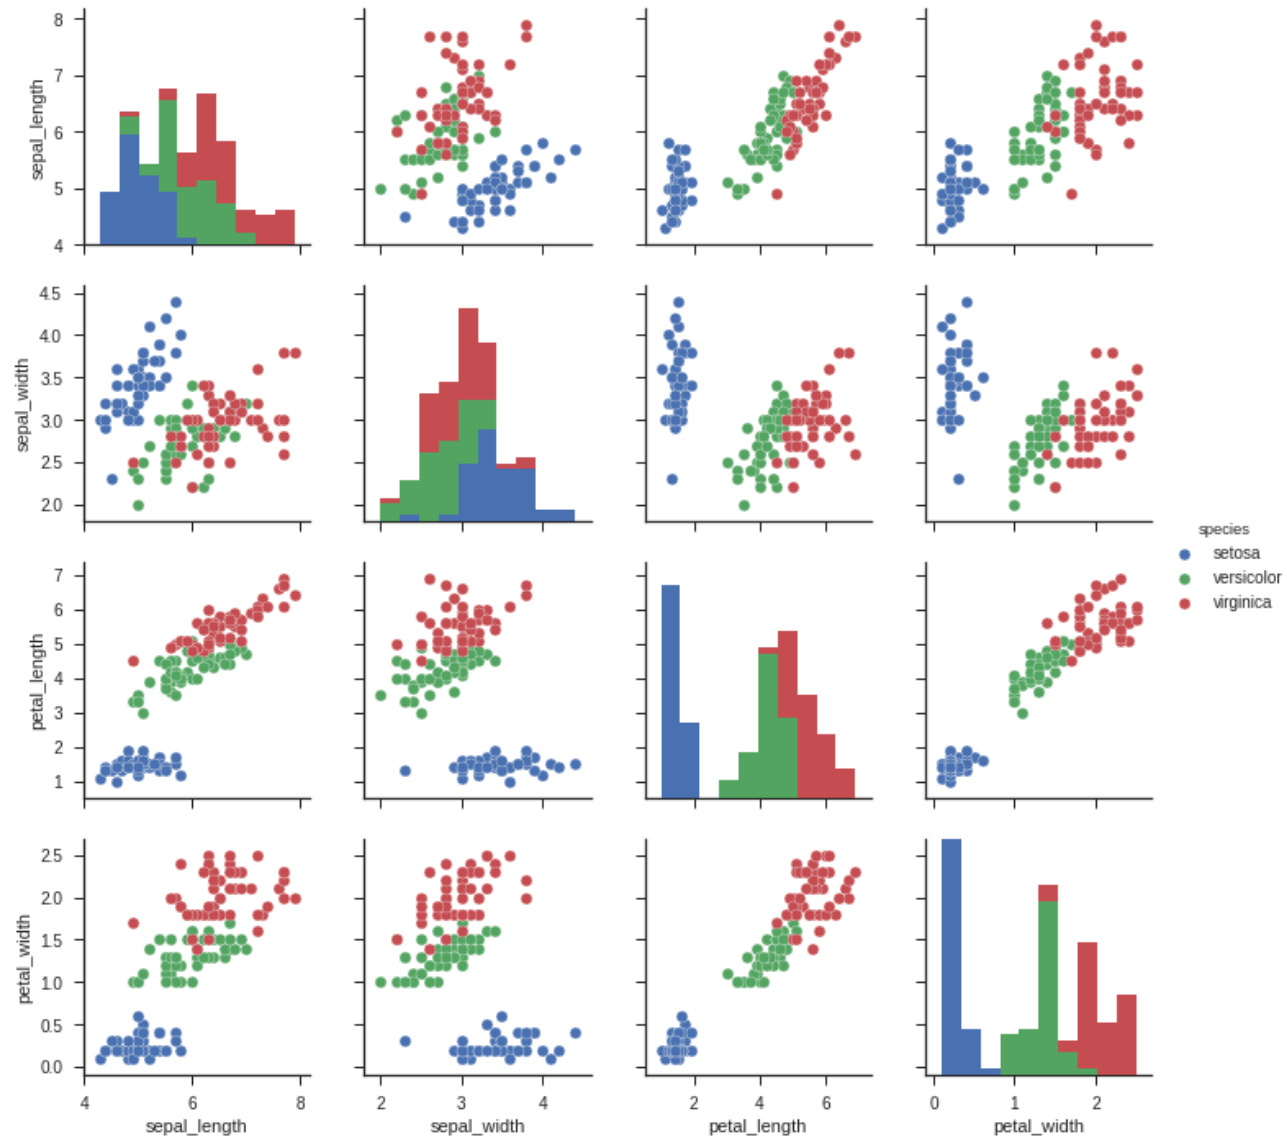 sepal_length
8
7
6
5
4
sepal_width
4.5
4.0
3.5
3.0
2.5
2.0
species
setosa
versicolor
virginica
petal_length
7
6
5
4
3
2
1
petal_width
2.5
2.0
1.5
1.0
0.5
0.0
4 6 8 2 3 4 2 4 6 0 1 2
sepal_length sepal_width petal_length petal_width